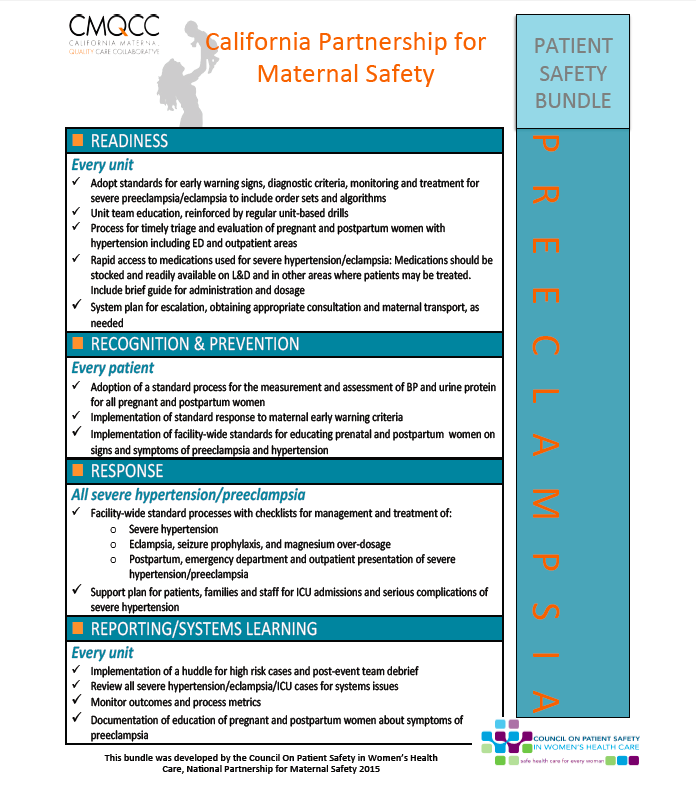 CMQCC
CALIFORNIA MATERNAL
QUALITY CARE COLLABORATIVE
California Partnership for
Maternal Safety
PATIENT
SAFETY
BUNDLE
PREECLAMPSIA
READINESS
Every unit
✓ Adopt standards for early warning signs, diagnostic criteria, monitoring and treatment for
severe preeclampsia/eclampsia to include order sets and algorithms
✓ Unit team education, reinforced by regular unit-based drills
✓ Process for timely triage and evaluation of pregnant and postpartum women with
hypertension including ED and outpatient areas
✓ Rapid access to medications used for severe hypertension/eclampsia: Medications should be
stocked and readily available on L&D and in other areas where patients may be treated.
Include brief guide for administration and dosage
✓ System plan for escalation, obtaining appropriate consultation and maternal transport, as
needed
RECOGNITION & PREVENTION
Every patient
✓ Adoption of a standard process for the measurement and assessment of BP and urine protein
for all pregnant and postpartum women
✓ Implementation of standard response to maternal early warning criteria
✓ Implementation of facility-wide standards for educating prenatal and postpartum women on
signs and symptoms of preeclampsia and hypertension
RESPONSE
All severe hypertension/preeclampsia
✓ Facility-wide standard processes with checklists for management and treatment of:
o Severe hypertension
o Eclampsia, seizure prophylaxis, and magnesium over-dosage
o Postpartum, emergency department and outpatient presentation of severe
hypertension/preeclampsia
✓ Support plan for patients, families and staff for ICU admissions and serious complications of
severe hypertension
REPORTING/SYSTEMS LEARNING
Every unit
✓ Implementation of a huddle for high risk cases and post-event team debrief
✓ Review all severe hypertension/eclampsia/ICU cases for systems issues
✓ Monitor outcomes and process metrics
✓ Documentation of education of pregnant and postpartum women about symptoms of
preeclampsia
COUNCIL ON PATIENT SAFETY
IN WOMEN'S HEALTH CARE
safe health care for every woman
This bundle was developed by the Council On Patient Safety in Women's Health
Care, National Partnership for Maternal Safety 2015